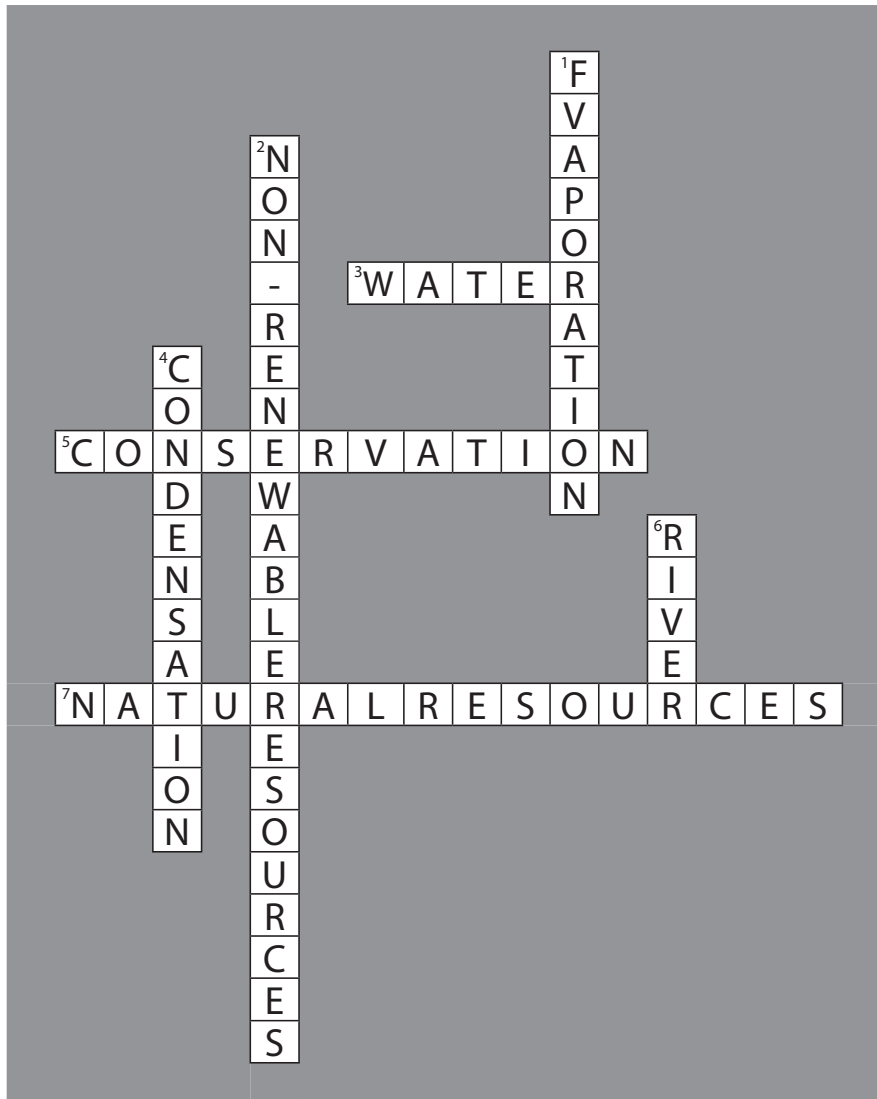 1 FVAPORATION
2 NON-RENEWABLERESOURCES
3 WATER
4 CONDENSATION
5 CONSERVATION
6 RIVER
7 NATURALRESOURCES